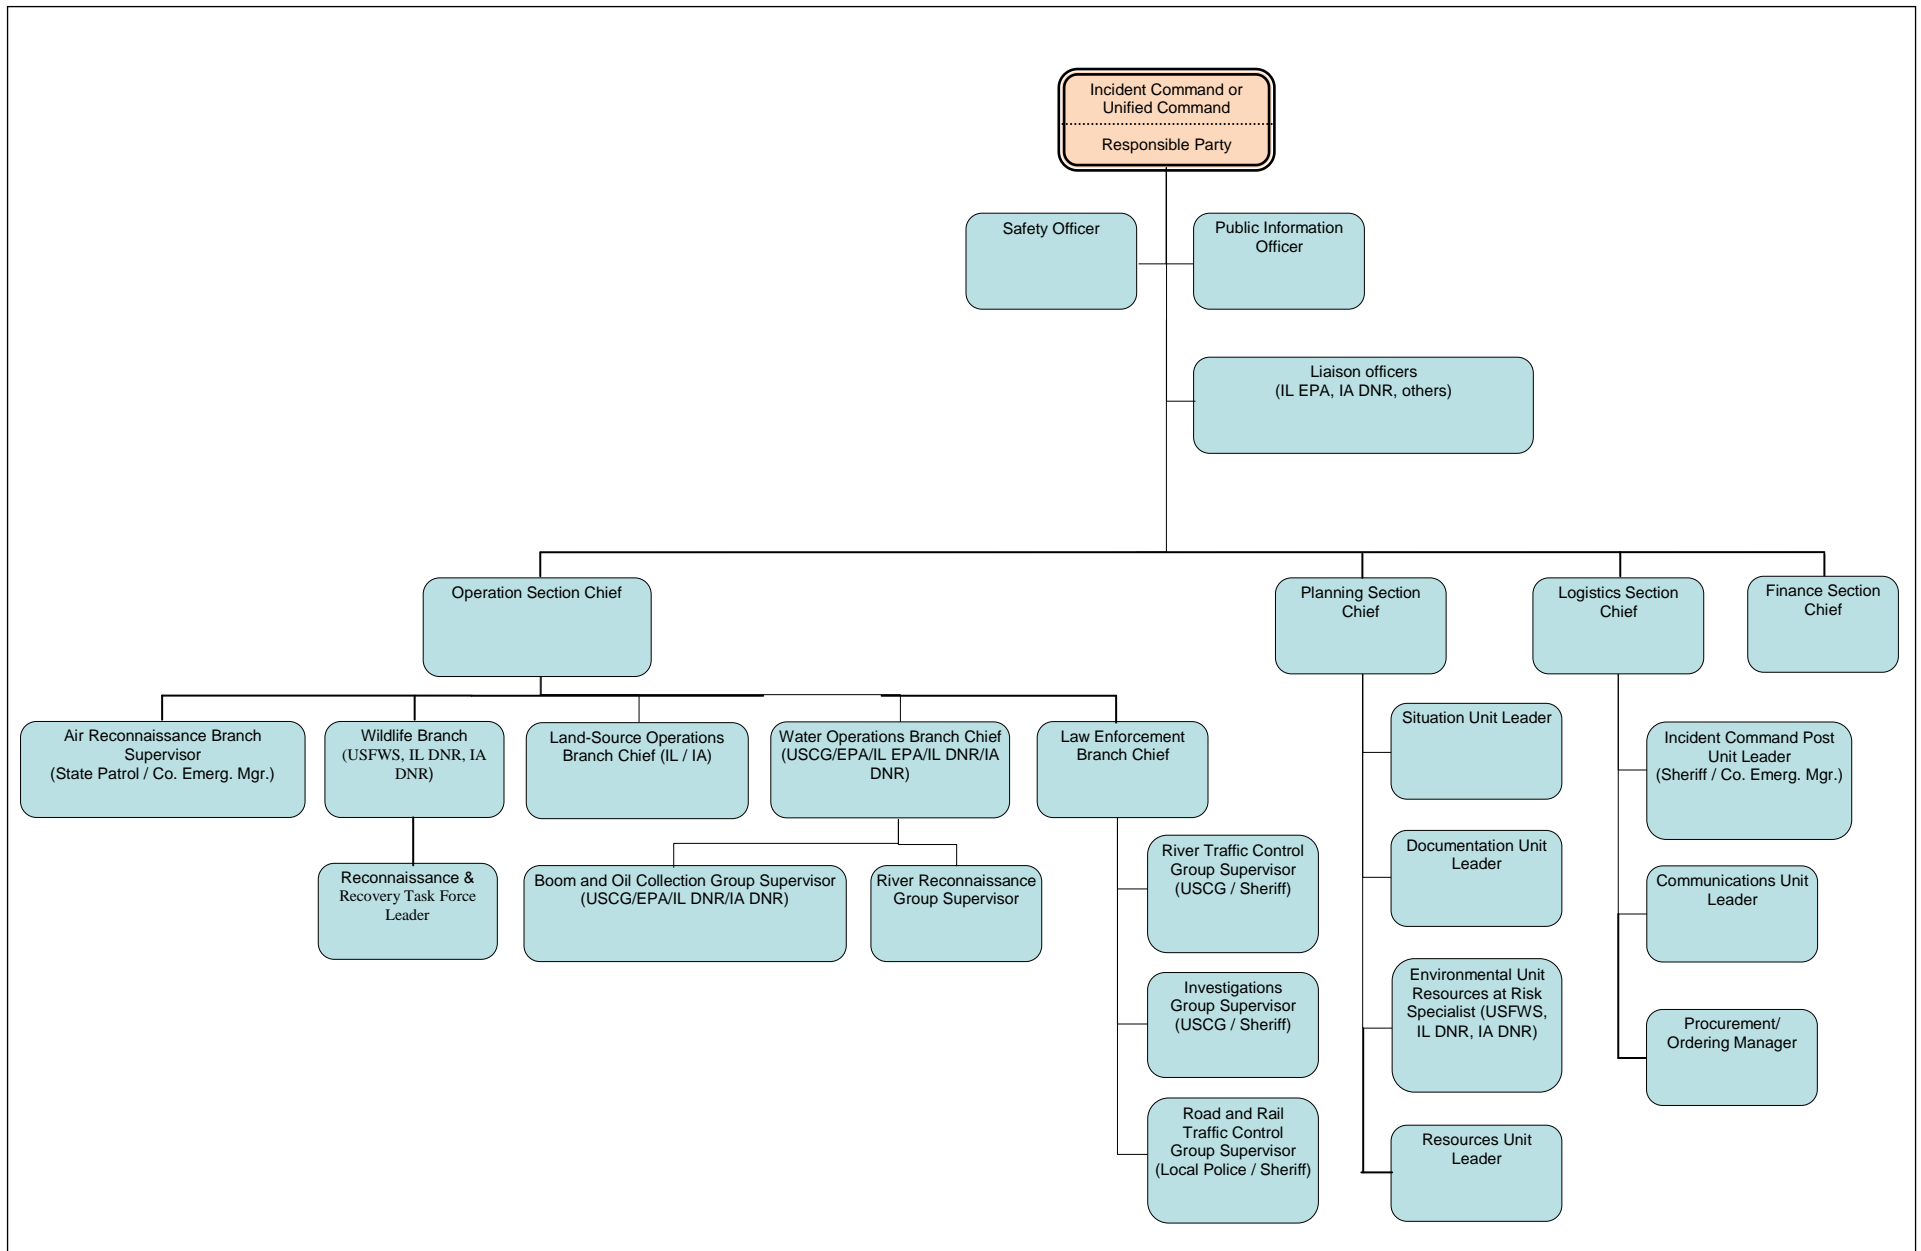 Incident Command or
Unified Command
Responsible Party
Safety Officer
Public Information
Officer
Liaison officers
(IL EPA, IA DNR, others)
Operation Section Chief
Planning Section
Chief
Logistics Section
Chief
Finance Section
Chief
Air Reconnaissance Branch
Supervisor
(State Patrol / Co. Emerg. Mgr.)
Wildlife Branch
(USFWS, IL DNR, IA
DNR)
Land-Source Operations
Branch Chief (IL / IA)
Water Operations Branch Chief
(USCG/EPA/IL EPA/IL DNR/IA
DNR)
Law Enforcement
Branch Chief
Situation Unit Leader
Incident Command Post
Unit Leader
(Sheriff / Co. Emerg. Mgr.)
Reconnaissance &
Recovery Task Force
Leader
Boom and Oil Collection Group Supervisor
(USCG/EPA/IL DNR/IA DNR)
River Reconnaissance
Group Supervisor
River Traffic Control
Group Supervisor
(USCG / Sheriff)
Documentation Unit
Leader
Communications Unit
Leader
Investigations
Group Supervisor
(USCG / Sheriff)
Environmental Unit
Resources at Risk
Specialist (USFWS,
IL DNR, IA DNR)
Procurement/
Ordering Manager
Road and Rail
Traffic Control
Group Supervisor
(Local Police / Sheriff)
Resources Unit
Leader